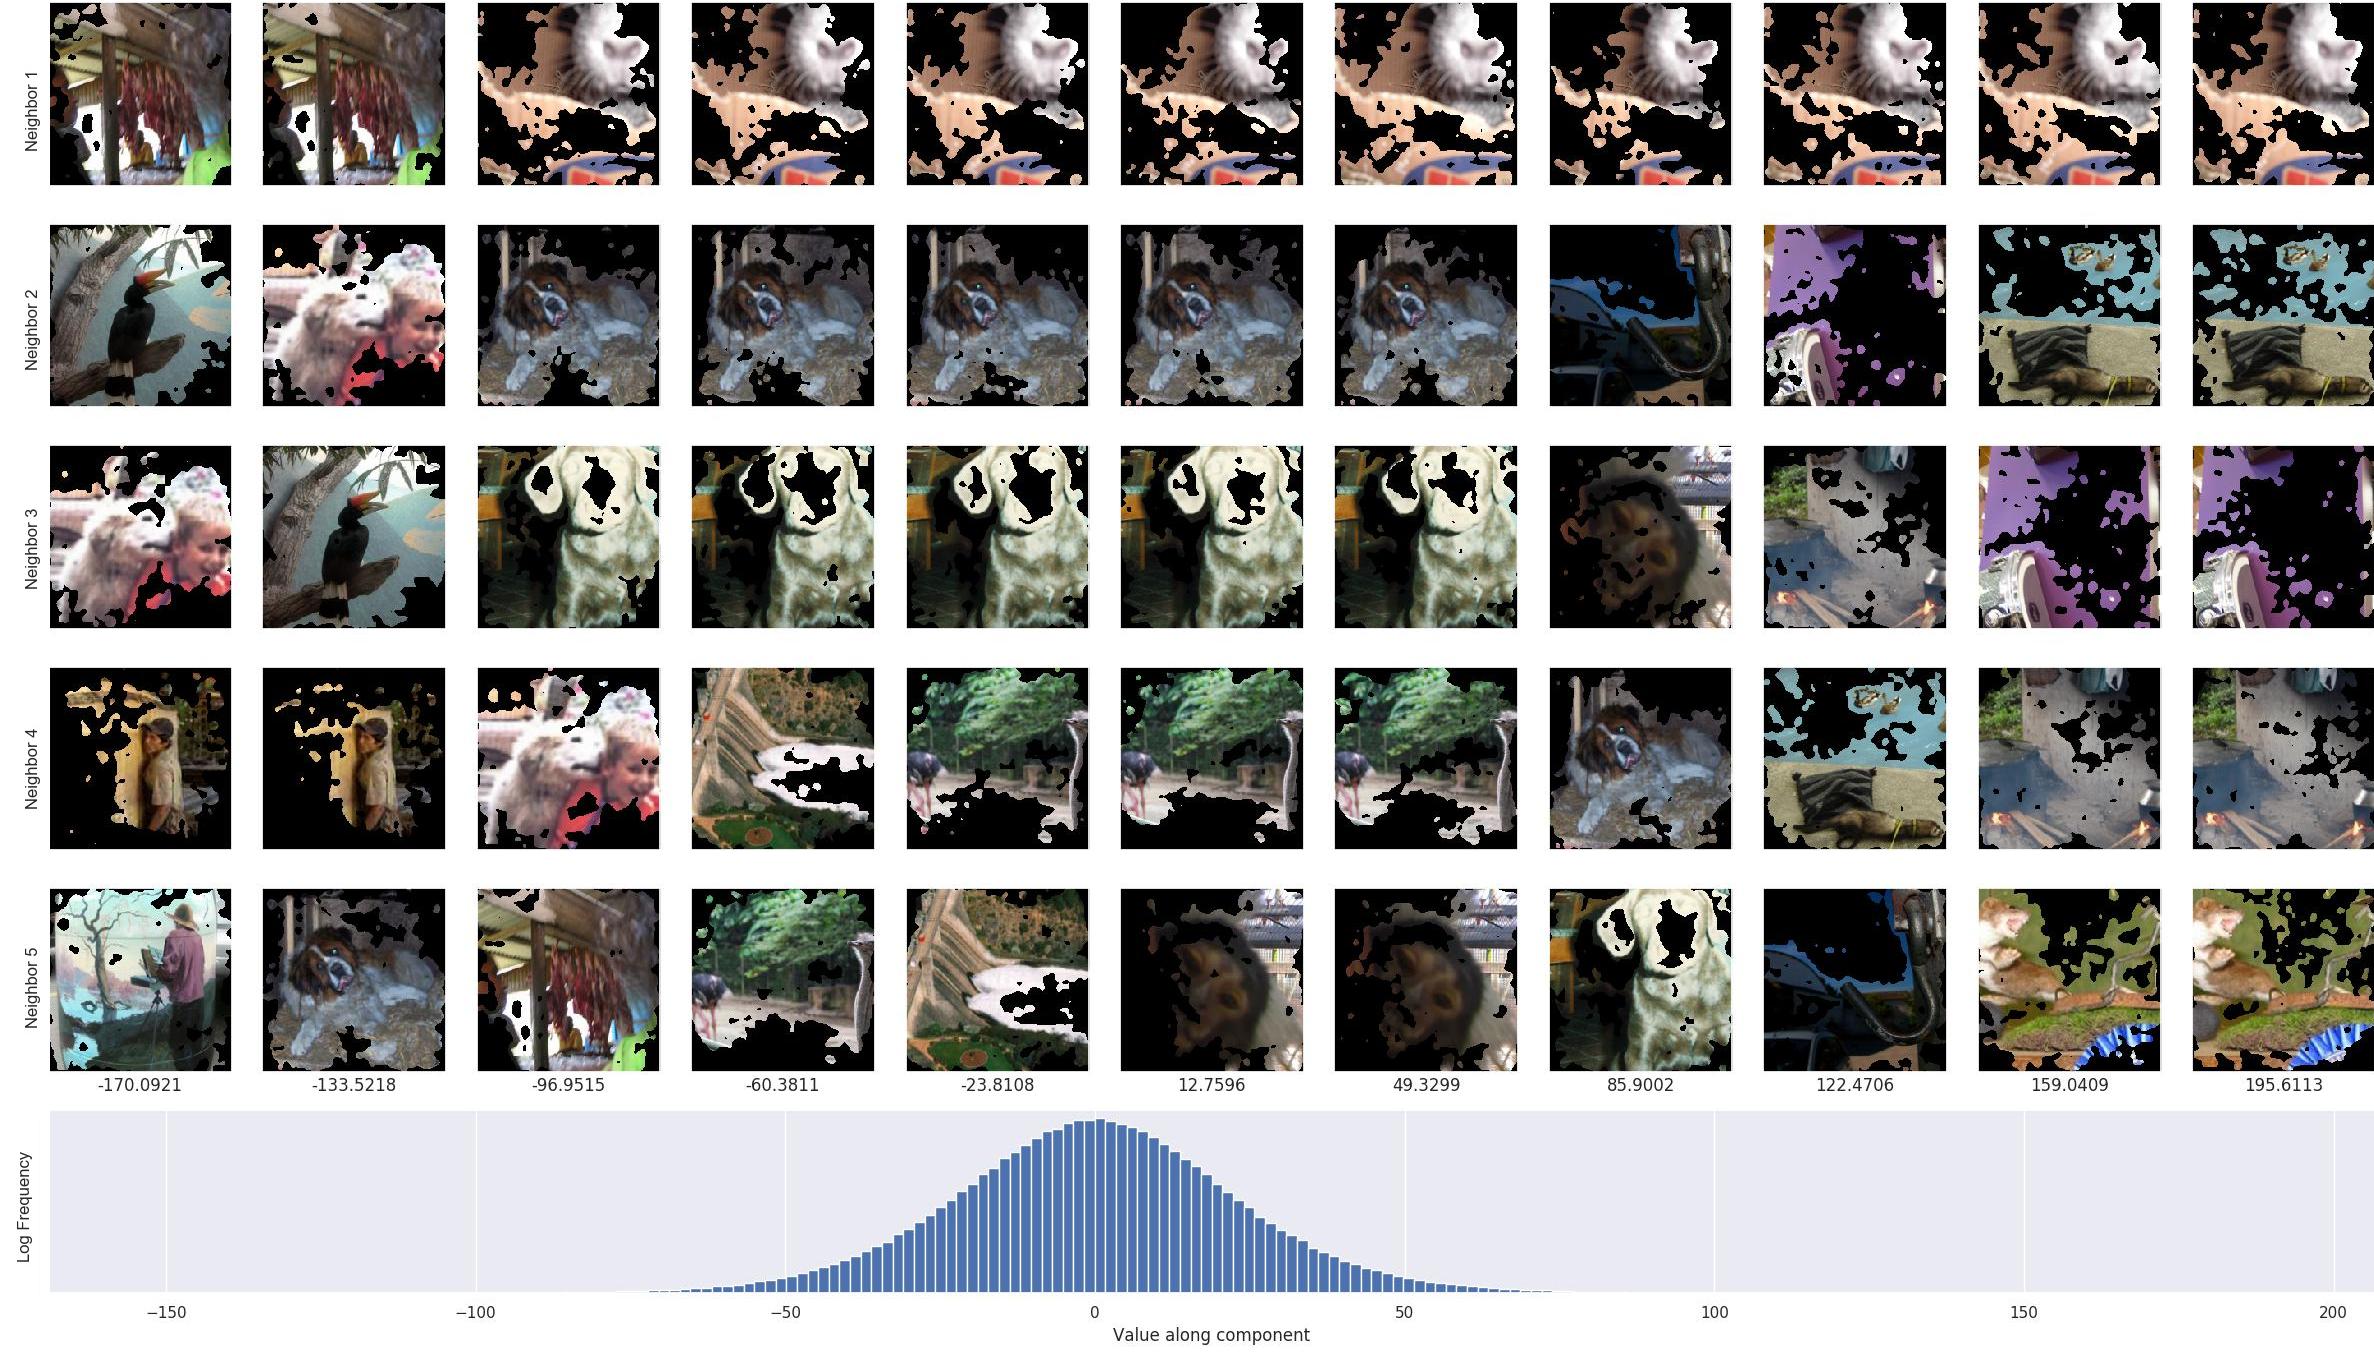 Neighbor 1
Neighbor 2
Neighbor 3
Neighbor 4
Neighbor 5
-170.0921 -133.5218 -96.9515 -60.3811 -23.8108 12.7596 49.3299 85.9002 122.4706 159.0409 195.6113
Log Frequency
−150 −100 −50 0 50 100 150 200
Value along component